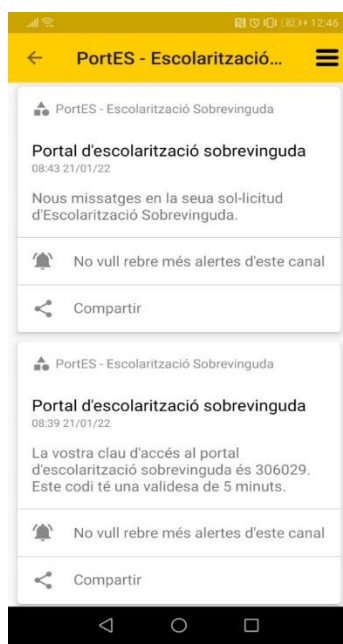 82 12:46
PortES - Escolarització...
PortES - Escolarització Sobrevinguda
Portal d'escolarització sobrevinguda
08:43 21/01/22
Nous missatges en la seua sol·licitud
d'Escolarització Sobrevinguda.
No vull rebre més alertes d'este canal
Compartir
PortES - Escolarització Sobrevinguda
Portal d'escolarització sobrevinguda
08:39 21/01/22
La vostra clau d'accés al portal
d'escolarització sobrevinguda és 306029.
Este codi té una validesa de 5 minuts.
No vull rebre més alertes d'este canal
Compartir